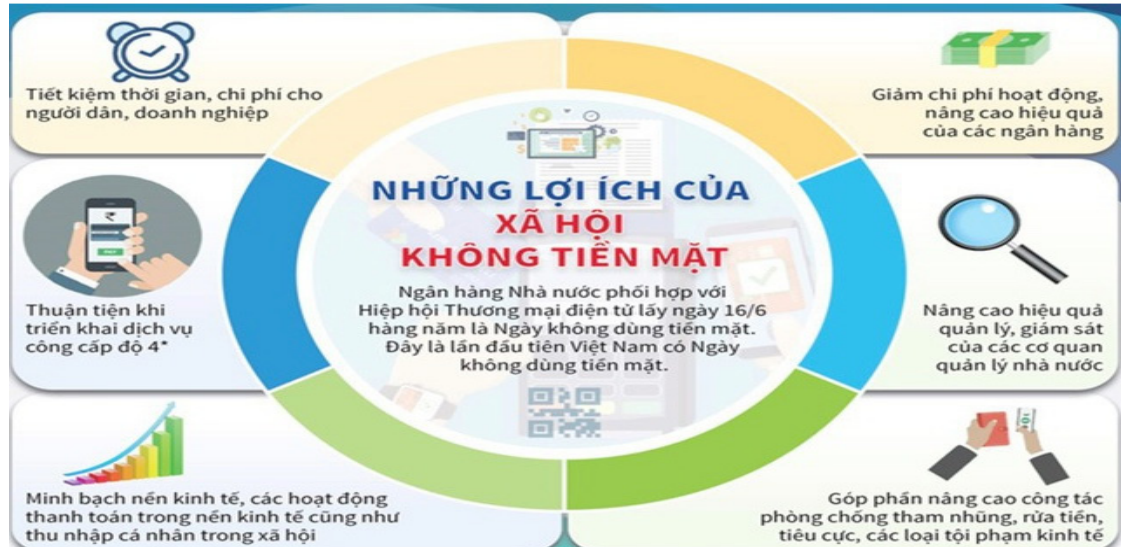 Tiết kiệm thời gian, chi phí cho
người dân, doanh nghiệp
Giảm chi phí hoạt động,
nâng cao hiệu quả
của các ngân hàng
NHỮNG LỢI ÍCH CỦA
XÃ HỘI
KHÔNG TIỀN MẶT
Ngân hàng Nhà nước phối hợp với
Hiệp hội Thương mại điện tử lấy ngày 16/6
hàng năm là Ngày không dùng tiền mặt.
Đây là lần đầu tiên Việt Nam có Ngày
không dùng tiền mặt.
Thuận tiện khi
triển khai dịch vụ
công cấp độ 4*
Nâng cao hiệu quả
quản lý, giám sát
của các cơ quan
quản lý nhà nước
Minh bạch nền kinh tế, các hoạt động
thanh toán trong nền kinh tế cũng như
thu nhập cá nhân trong xã hội
Góp phần nâng cao công tác
phòng chống tham nhũng, rửa tiền,
tiêu cực, các loại tội phạm kinh tế